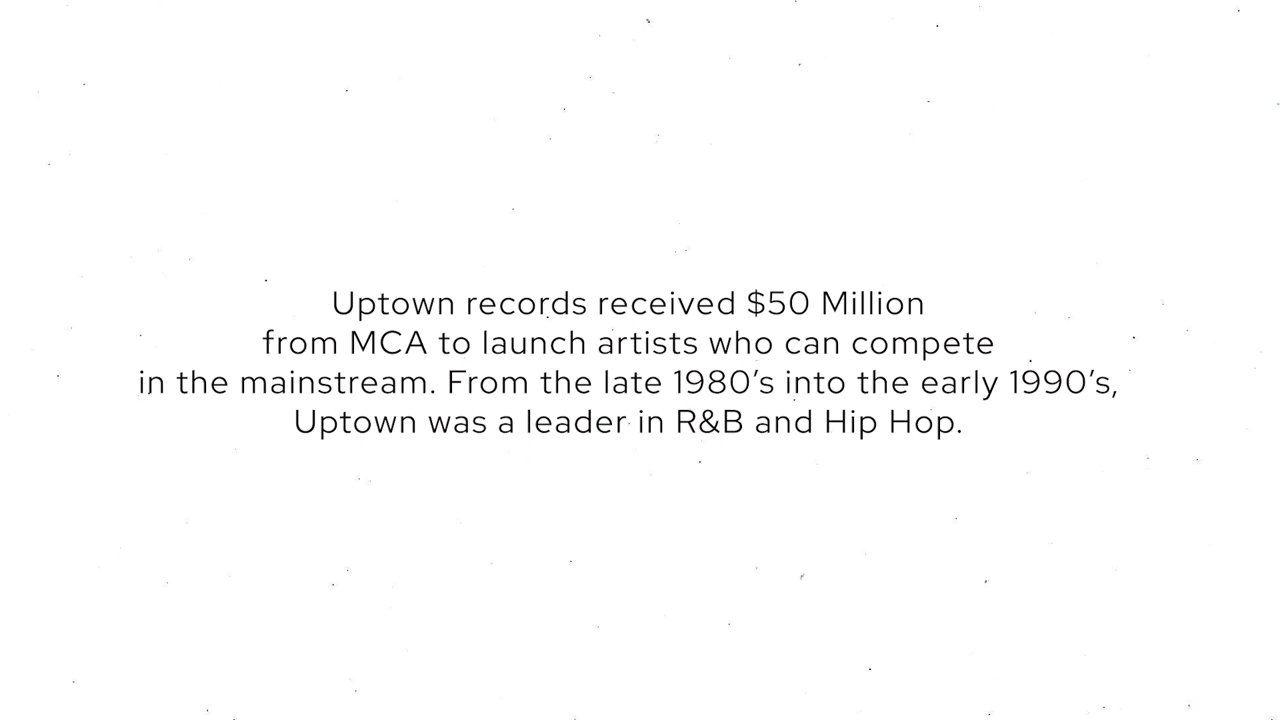 Uptown records received $50 Million
from MCA to launch artists who can compete
in the mainstream. From the late 1980’s into the early 1990’s,
Uptown was a leader in R&B and Hip Hop.